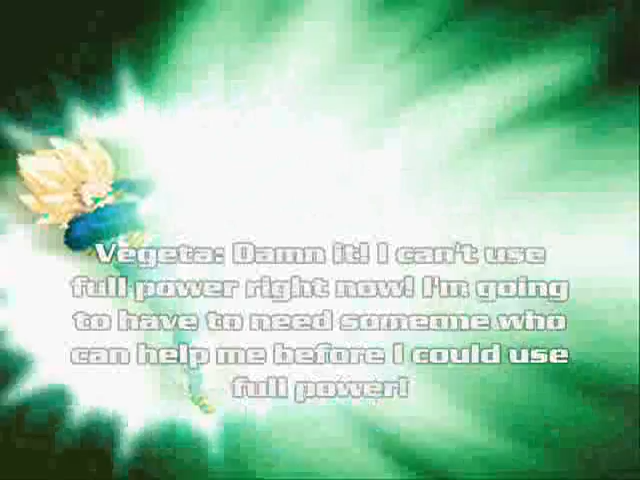 Vegeta: Damn it! I can't use
full power right now! I'm going
to have to need someone who
can help me before I could use
full power!